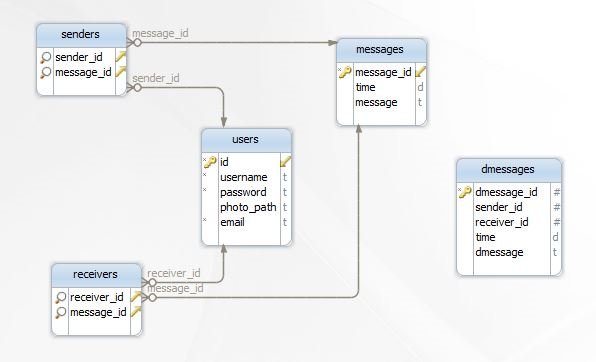 senders
sender_id
message_id
message_id
sender_id
messages
message_id
time d
message t
users
id
username t
password t
photo_path t
email t
dmessages
dmessage_id #
sender_id #
receiver_id #
time d
dmessage t
receivers
receiver_id
message_id
receiver_id
message_id